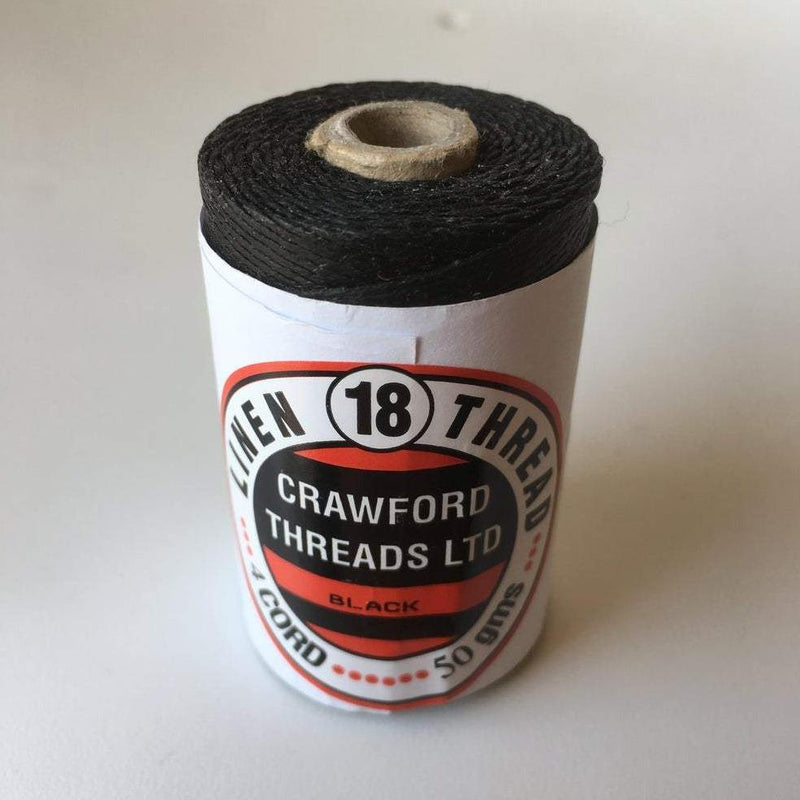 LINEN 18 THREAD
CRAWFORD
THREADS LTD
BLACK
4 CORD •••••• 50 gms